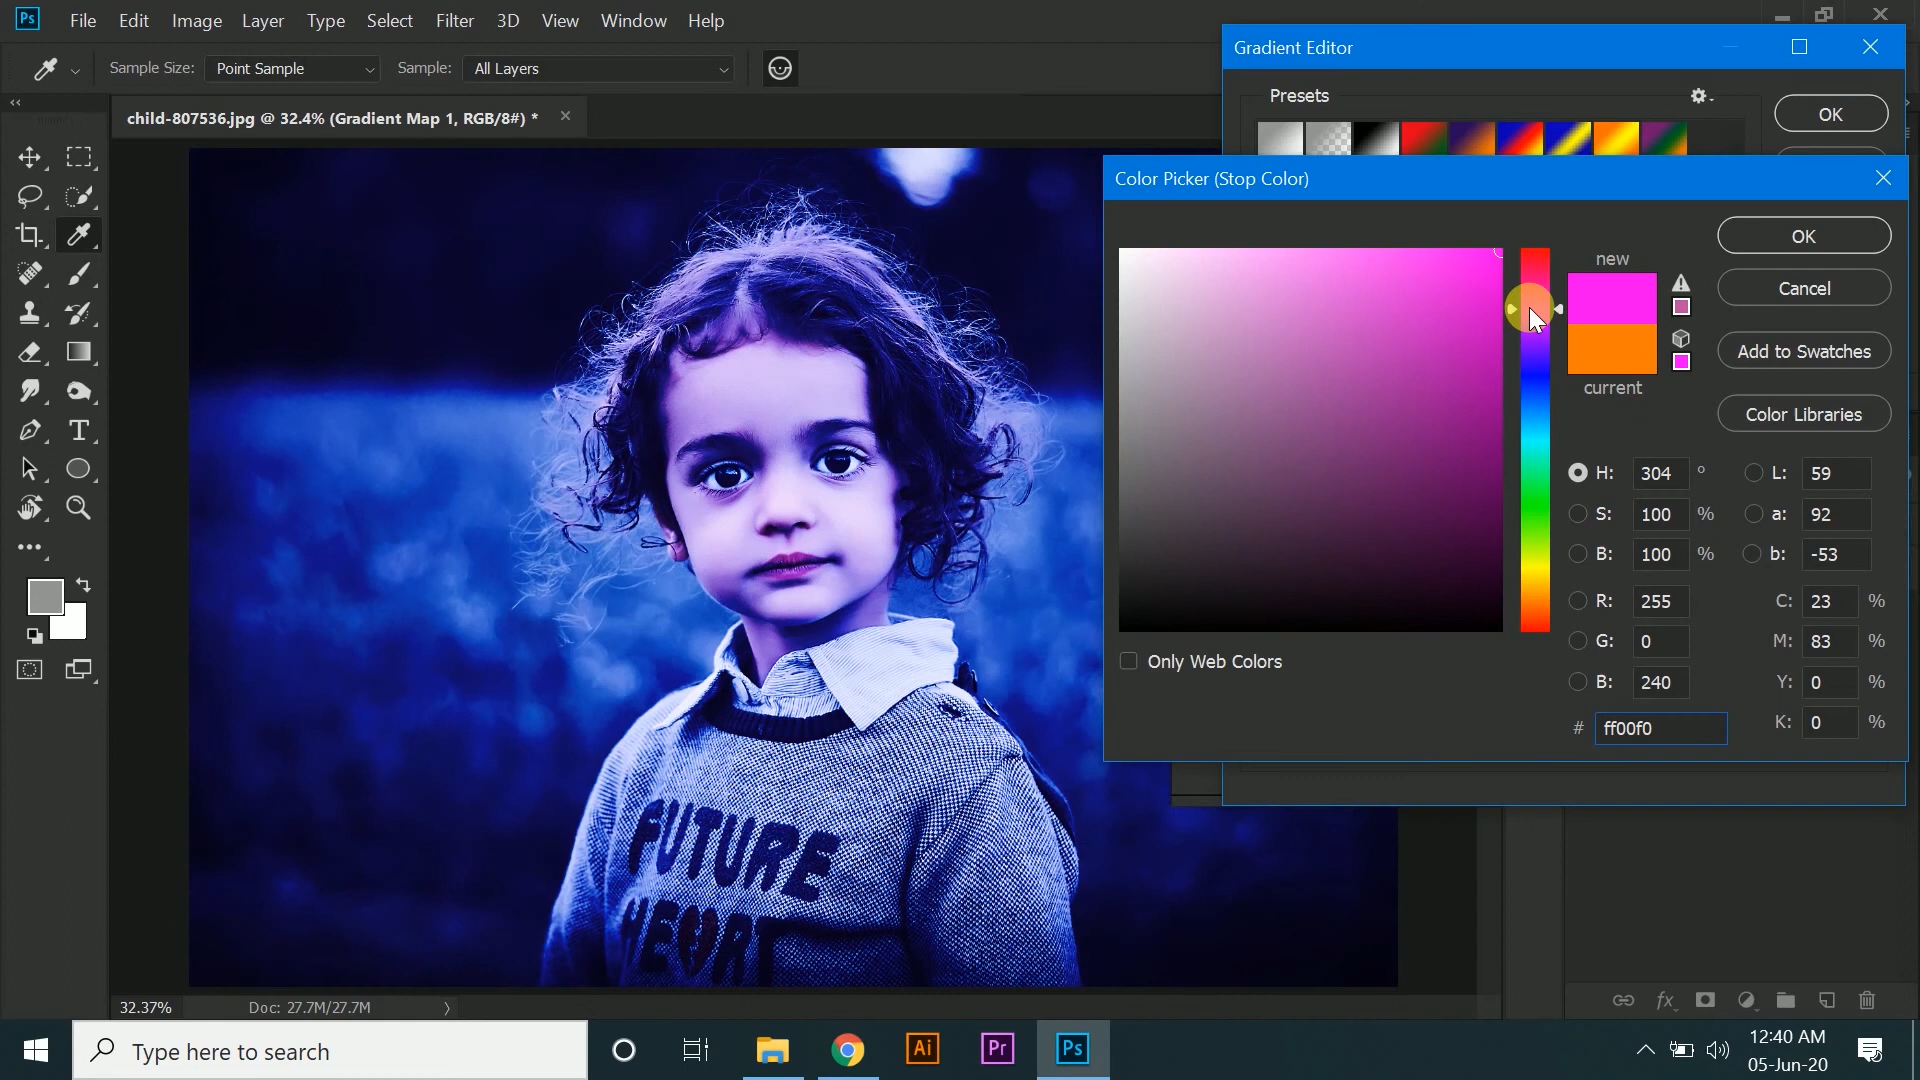 Ps File Edit Image Layer Type Select Filter 3D View Window Help
Sample Size: Point Sample Sample: All Layers
child-807536.jpg @ 32.4% (Gradient Map 1, RGB/8#) *
Gradient Editor
Presets
OK
Color Picker (Stop Color)
new
current
OK
Cancel
Add to Swatches
Color Libraries
H: 304 ° L: 59
S: 100 % a: 92
B: 100 % b: -53
R: 255 C: 23 %
G: 0 M: 83 %
B: 240 Y: 0 %
# ff00f0 K: 0 %
Only Web Colors
FUTURE
HEART
T
fx
32.37% Doc: 27.7M/27.7M
Type here to search
Ai Pr Ps
12:40 AM
05-Jun-20